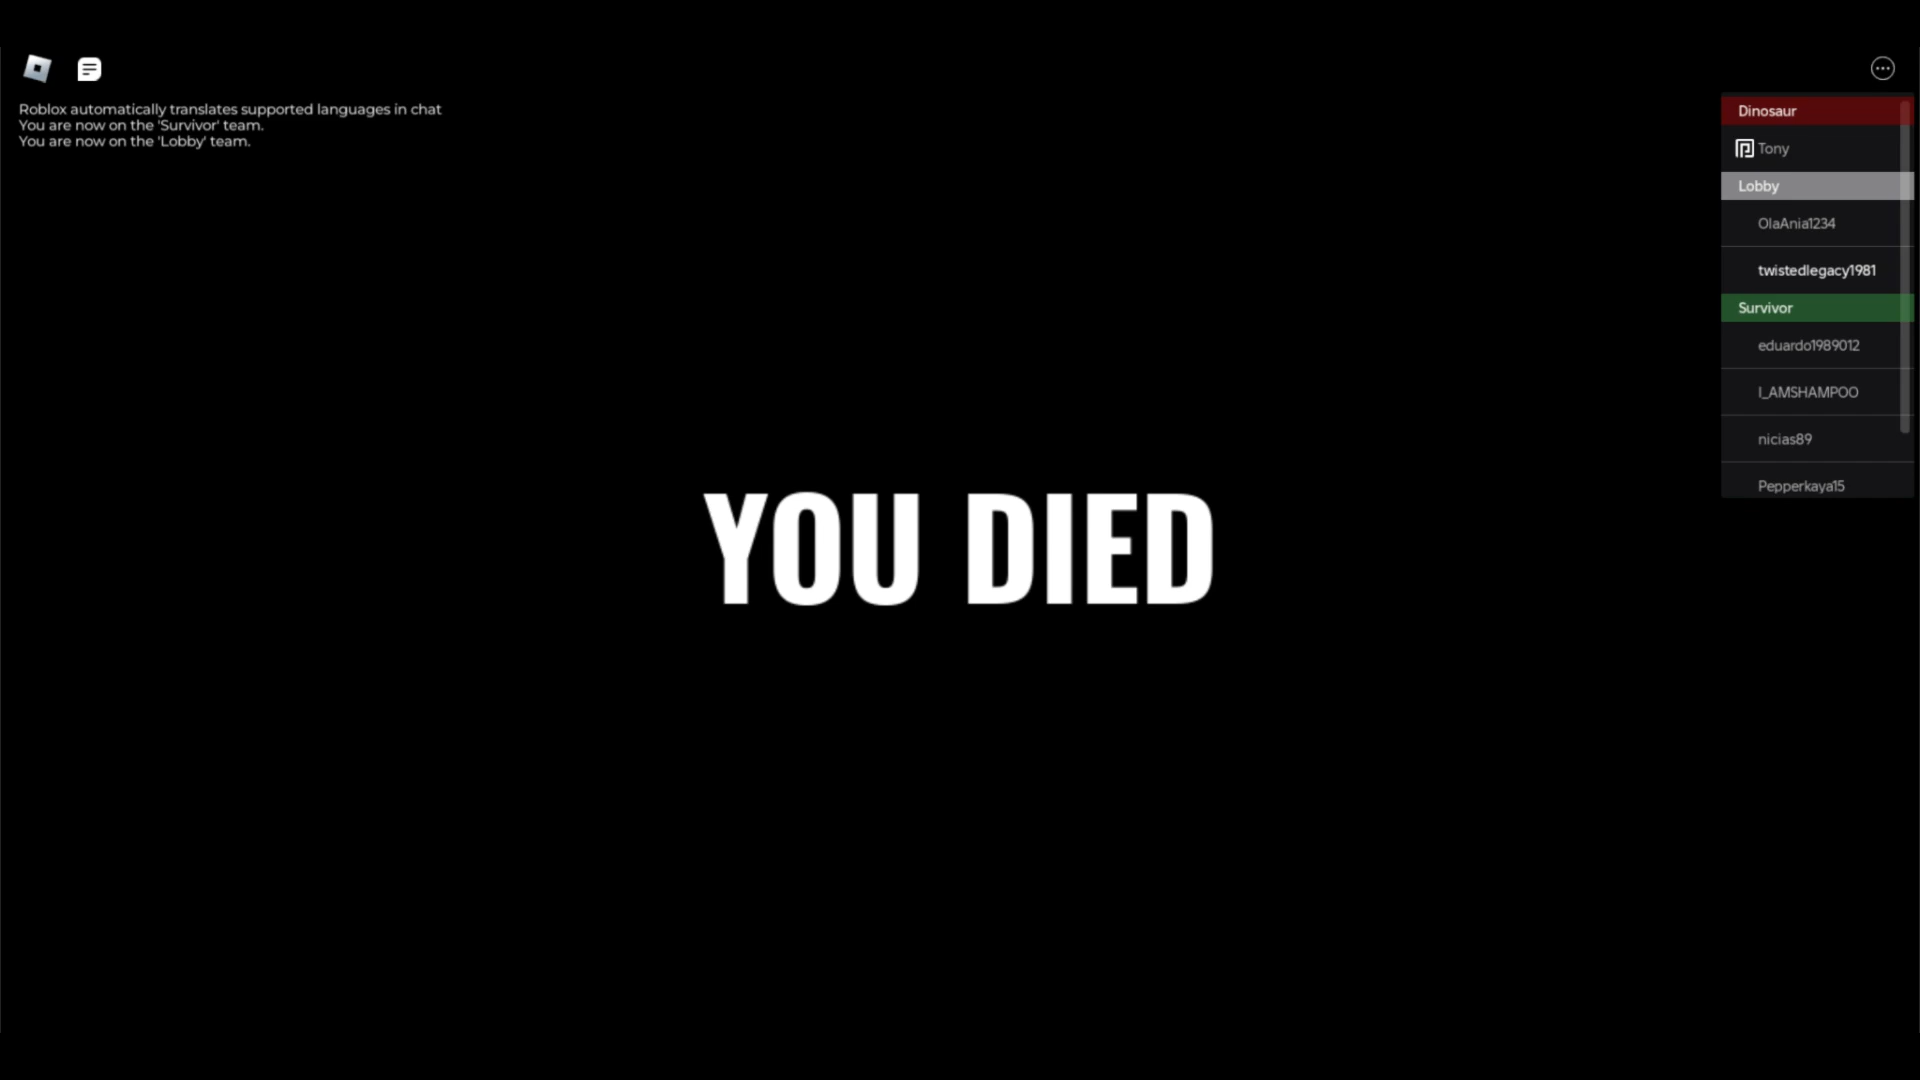 Roblox automatically translates supported languages in chat
You are now on the 'Survivor' team.
You are now on the 'Lobby' team.
Dinosaur
Tony
Lobby
OlaAnia1234
twistedlegacy1981
Survivor
eduardo1989012
I_AMSHAMPOO
nicias89
Pepperkaya15
YOU DIED